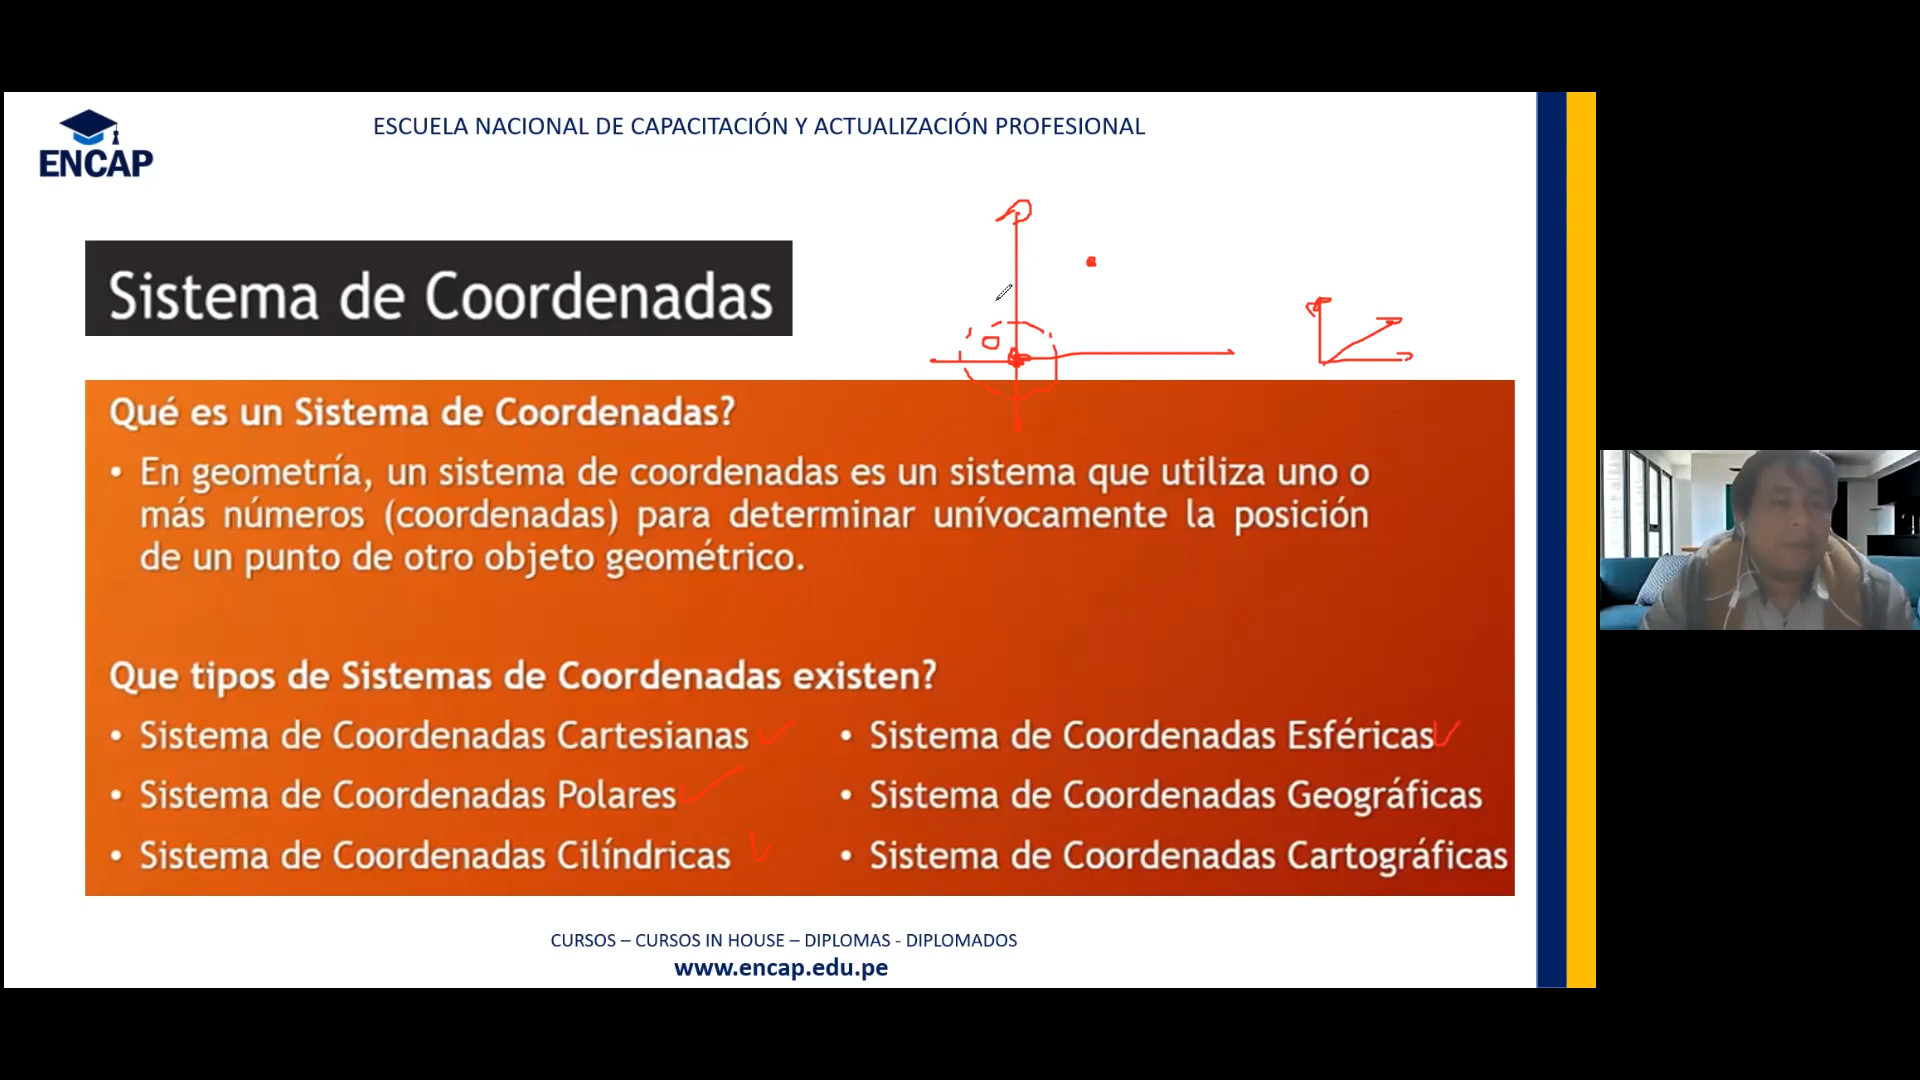 ENCAP
ESCUELA NACIONAL DE CAPACITACIÓN Y ACTUALIZACIÓN PROFESIONAL
Sistema de Coordenadas
Qué es un Sistema de Coordenadas?
• En geometría, un sistema de coordenadas es un sistema que utiliza uno o
más números (coordenadas) para determinar unívocamente la posición
de un punto de otro objeto geométrico.
Que tipos de Sistemas de Coordenadas existen?
• Sistema de Coordenadas Cartesianas
• Sistema de Coordenadas Polares
• Sistema de Coordenadas Cilíndricas
• Sistema de Coordenadas Esféricas
• Sistema de Coordenadas Geográficas
• Sistema de Coordenadas Cartográficas
CURSOS – CURSOS IN HOUSE – DIPLOMAS - DIPLOMADOS
www.encap.edu.pe